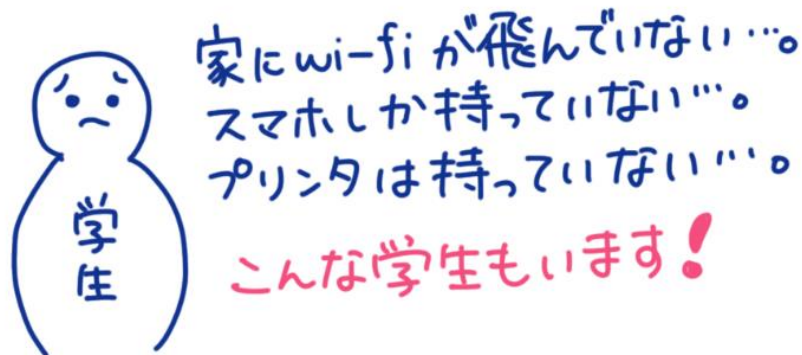 家にwi-fiが飛んでいない…。
スマホしか持っていない…。
プリンタは持っていない…。
こんな学生もいます！
学生